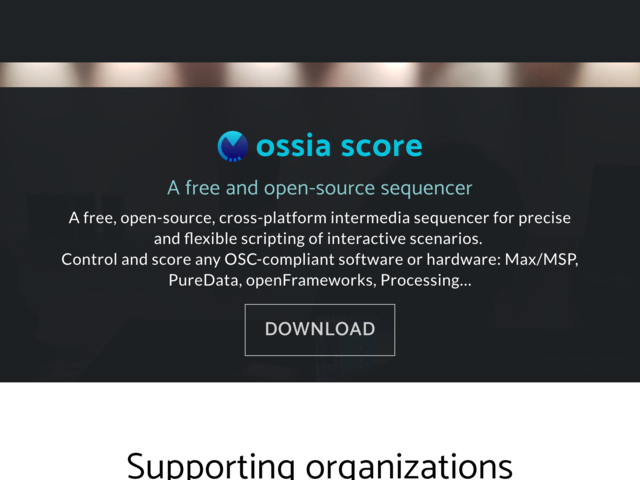 ossia score
A free and open-source sequencer
A free, open-source, cross-platform intermedia sequencer for precise
and flexible scripting of interactive scenarios.
Control and score any OSC-compliant software or hardware: Max/MSP,
PureData, openFrameworks, Processing...
DOWNLOAD
Supporting organizations